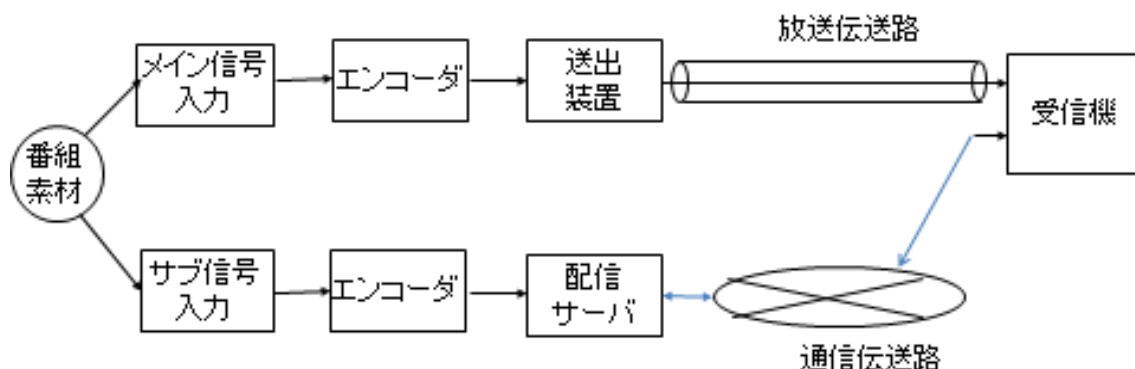 放送伝送路
メイン信号
入力
エンコーダ
送出
装置
受信機
番組
素材
サブ信号
入力
エンコーダ
配信
サーバ
通信伝送路